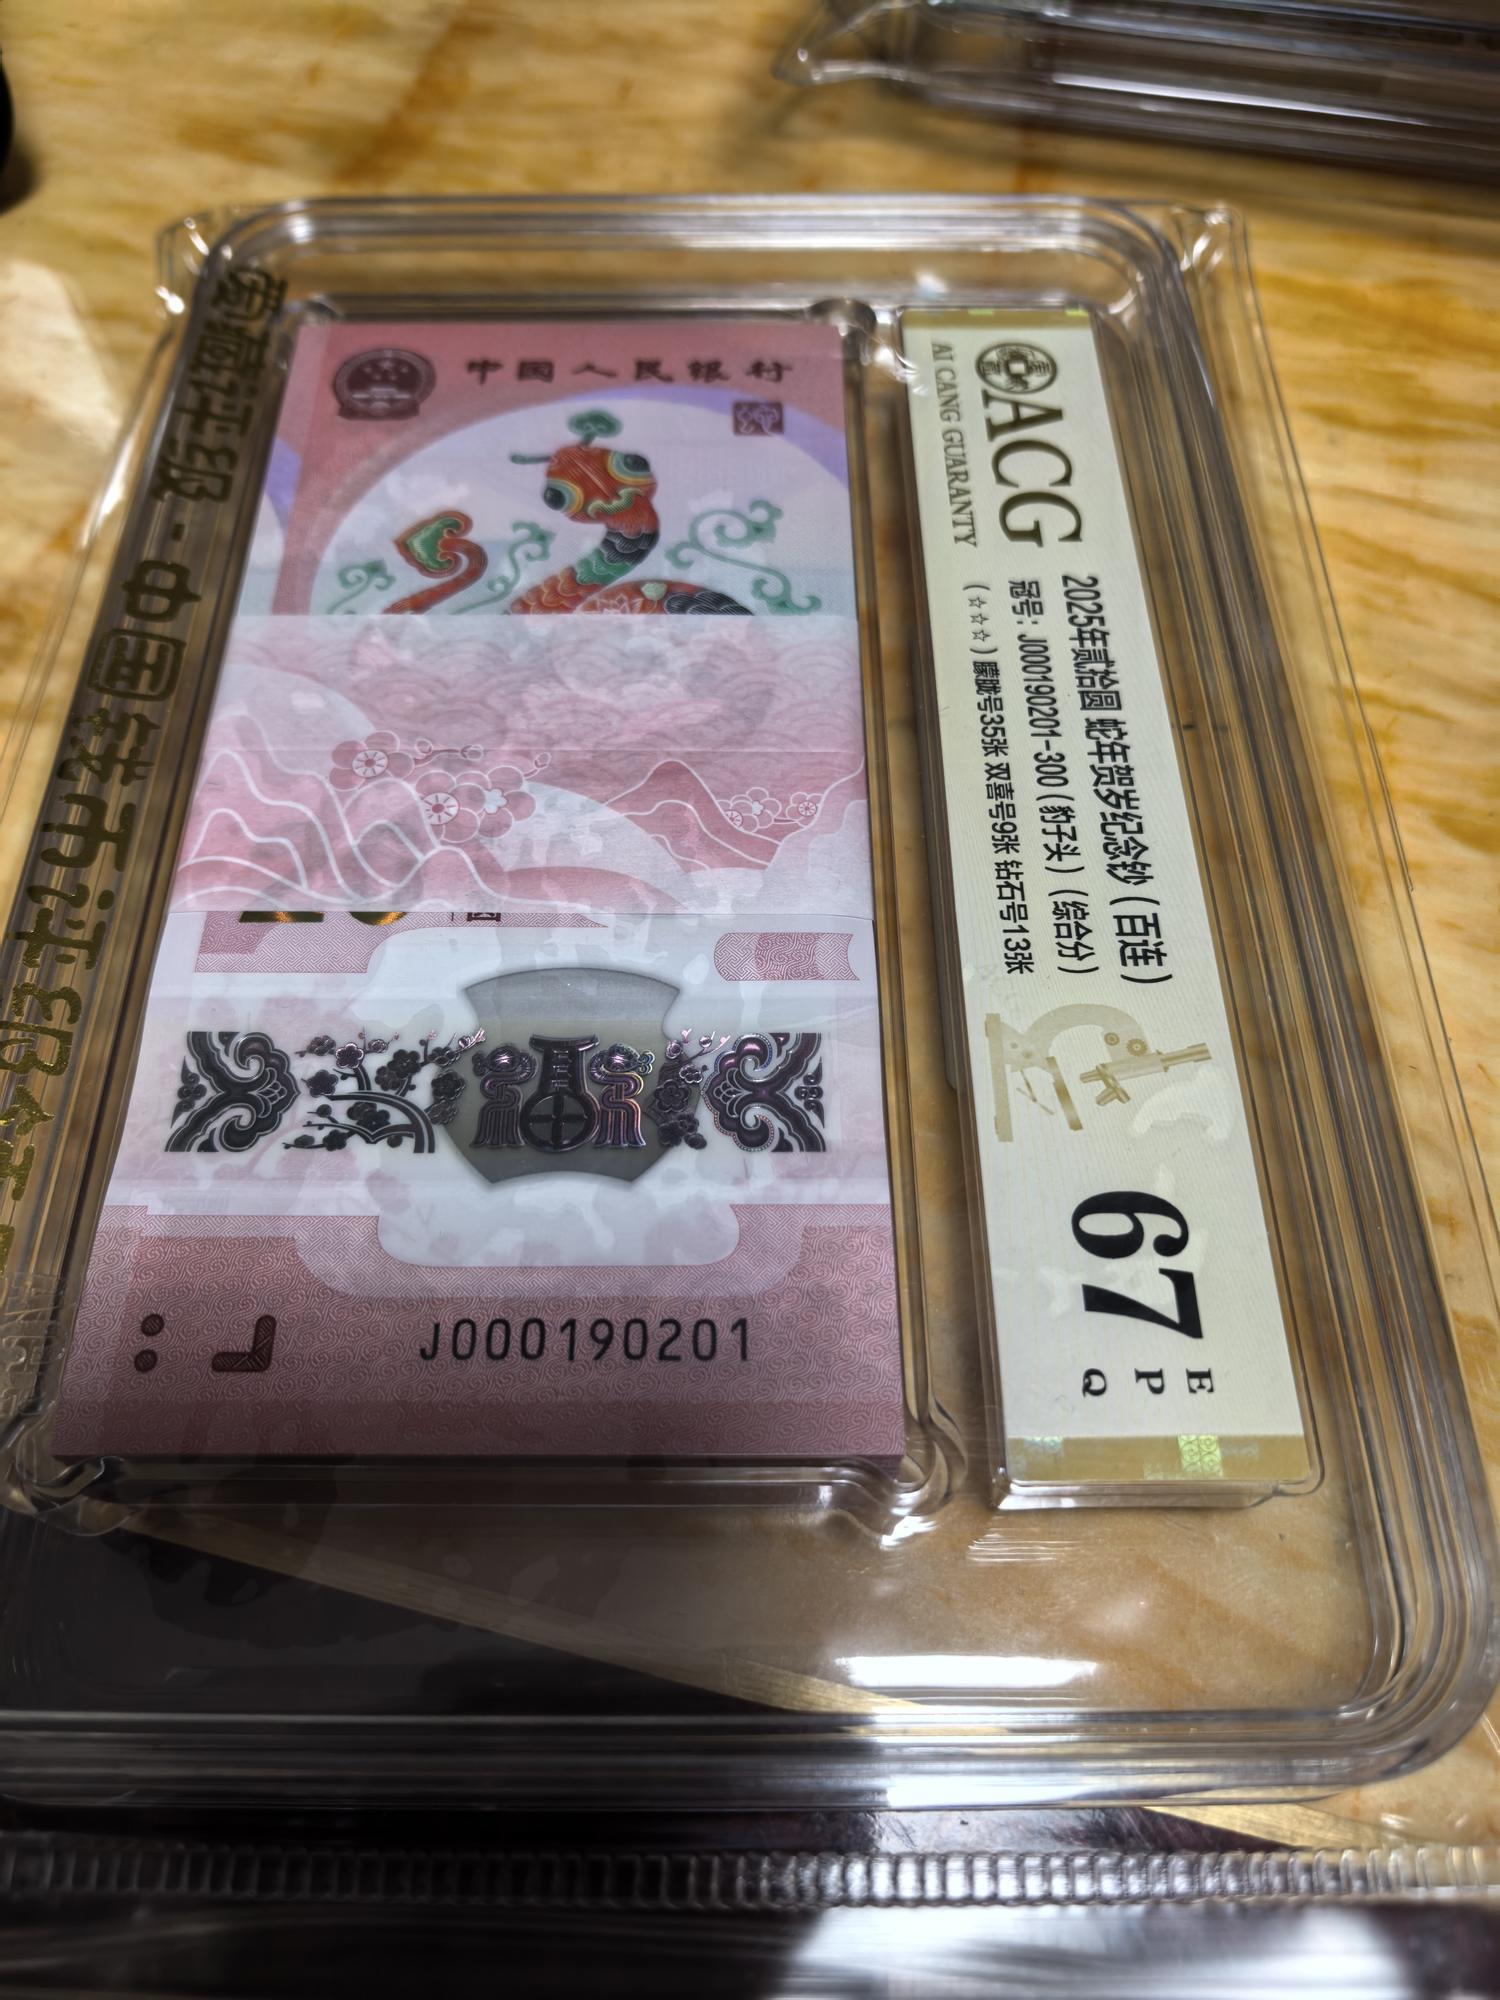 中国人民银行
J000190201
ACG
AI CANG GUARANTY
2025年贰拾圆 蛇年贺岁纪念钞（百连）
冠号：J000190201-300（豹子头）（综合分）
（☆☆☆）朦胧号35张 双喜号9张 钻石号13张
67
E
P
Q